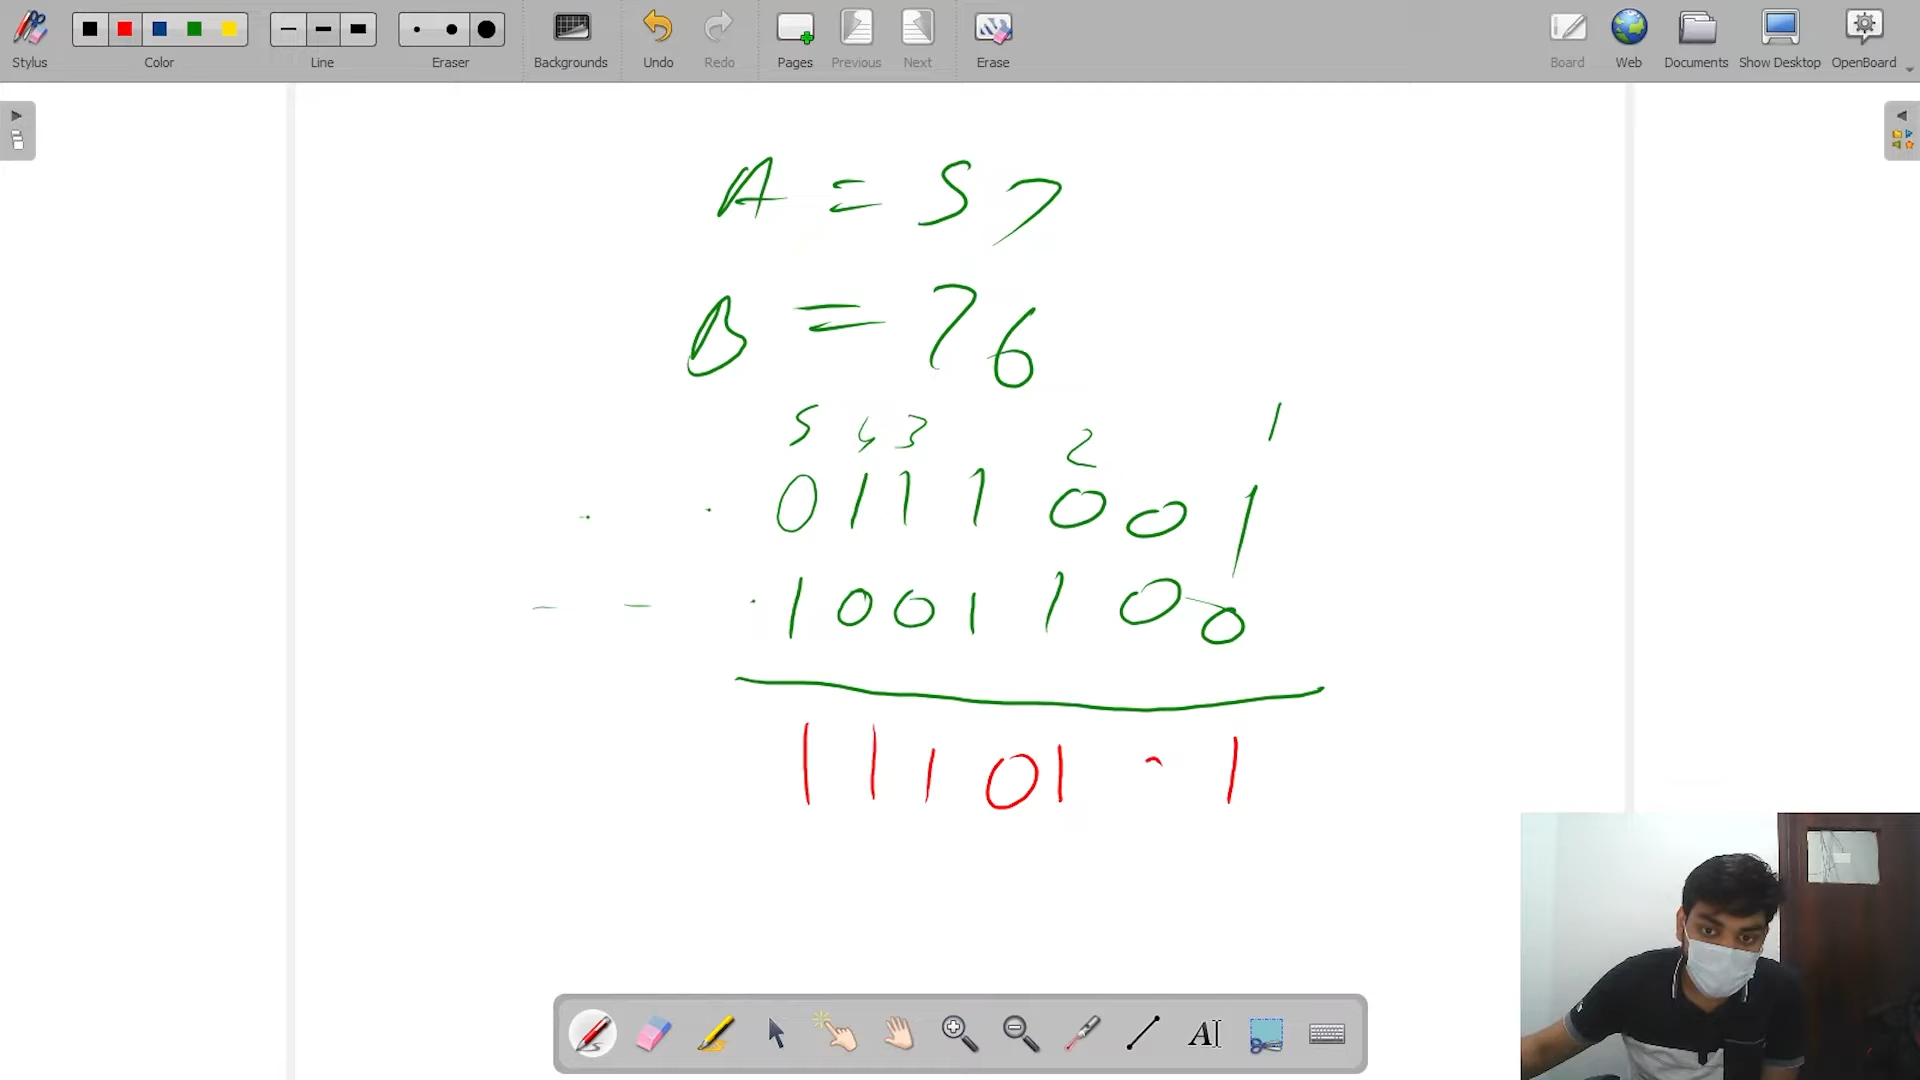 Stylus Color Line Eraser Backgrounds Undo Redo Pages Previous Next Erase Board Web Documents Show Desktop OpenBoard
A = 57
B = 76
5 4 3 2 1
0 1 1 1 0 0 1
1 0 0 1 1 0 0
1 1 1 0 1 1
AI